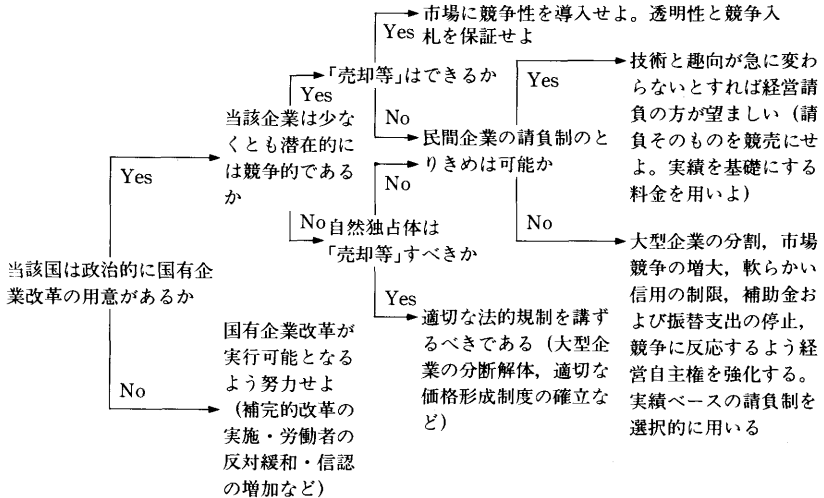 市場に競争性を導入せよ。透明性と競争入
札を保証せよ
Yes
「売却等」はできるか
Yes
No
当該企業は少な
くとも潜在的に
は競争的である
か
民間企業の請負制のと
りきめは可能か
Yes
技術と趣向が急に変わ
らないとすれば経営請
負の方が望ましい（請
負そのものを競売にせ
よ。実績を基礎にする
料金を用いよ）
Yes
No
No
自然独占体は
「売却等」すべきか
No
大型企業の分割，市場
競争の増大，軟らかい
信用の制限，補助金お
よび振替支出の停止，
競争に反応するよう経
営自主権を強化する。
実績ベースの請負制を
選択的に用いる
当該国は政治的に国有企
業改革の用意があるか
Yes
適切な法的規制を講ず
るべきである（大型企
業の分断解体，適切な
価格形成制度の確立な
ど）
No
国有企業改革が
実行可能となる
よう努力せよ
（補完的改革の
実施・労働者の
反対緩和・信認
の増加など）